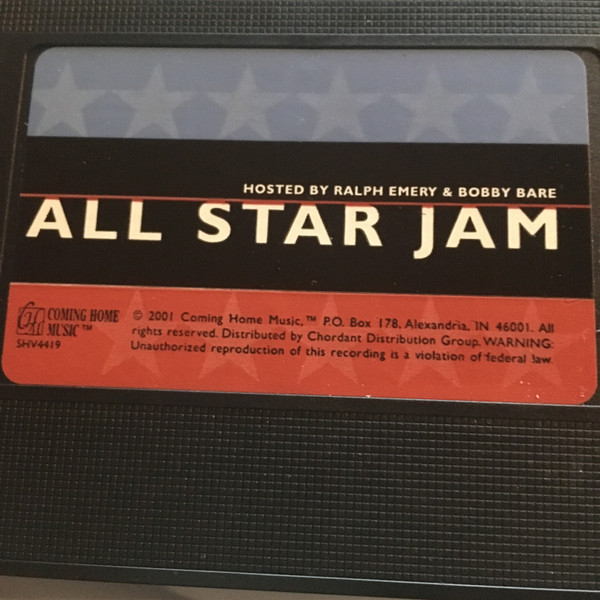 HOSTED BY RALPH EMERY & BOBBY BARE
ALL STAR JAM
COMING HOME
MUSIC™
SHV4419
© 2001 Coming Home Music,™ P.O. Box 178, Alexandria, IN 46001. All
rights reserved. Distributed by Chordant Distribution Group. WARNING:
Unauthorized reproduction of this recording is a violation of federal law.